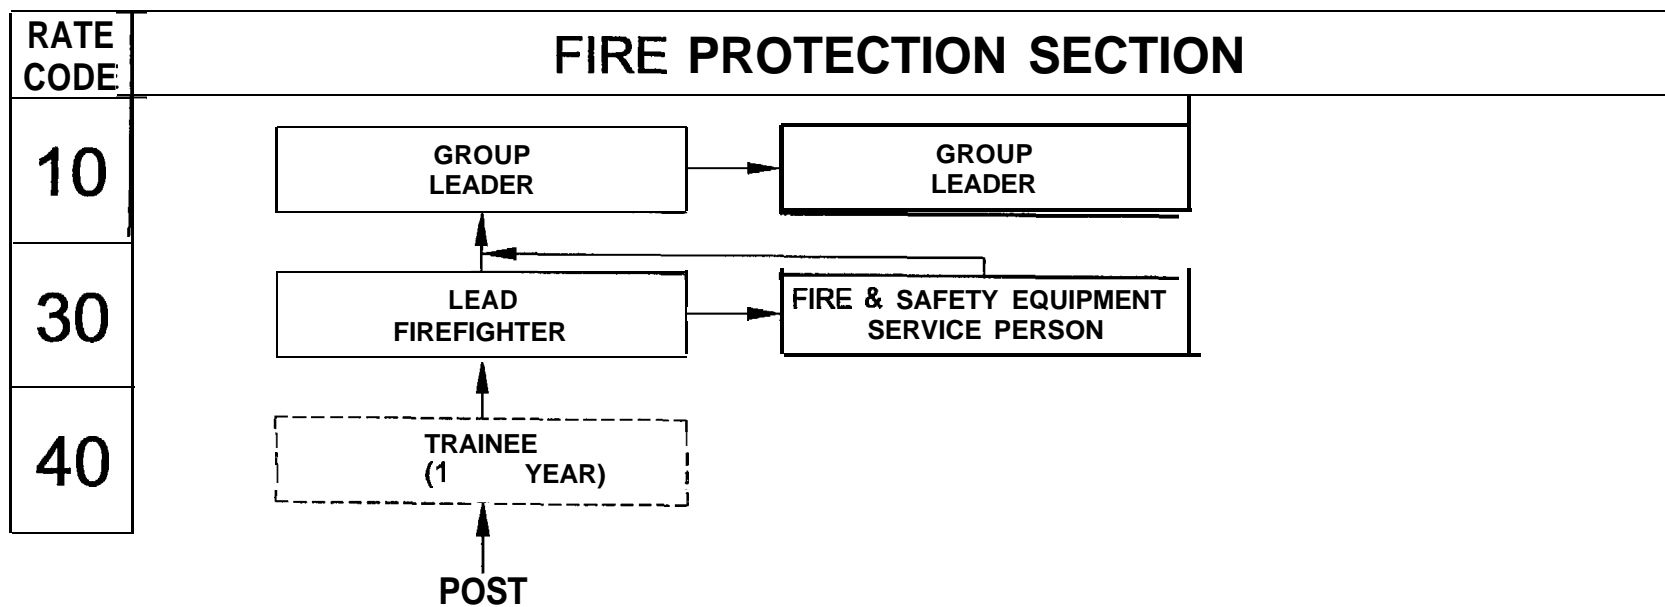 RATE
CODE
FIRE PROTECTION SECTION
10
GROUP
LEADER
GROUP
LEADER
30
LEAD
FIREFIGHTER
FIRE & SAFETY EQUIPMENT
SERVICE PERSON
40
TRAINEE
(1 YEAR)
POST